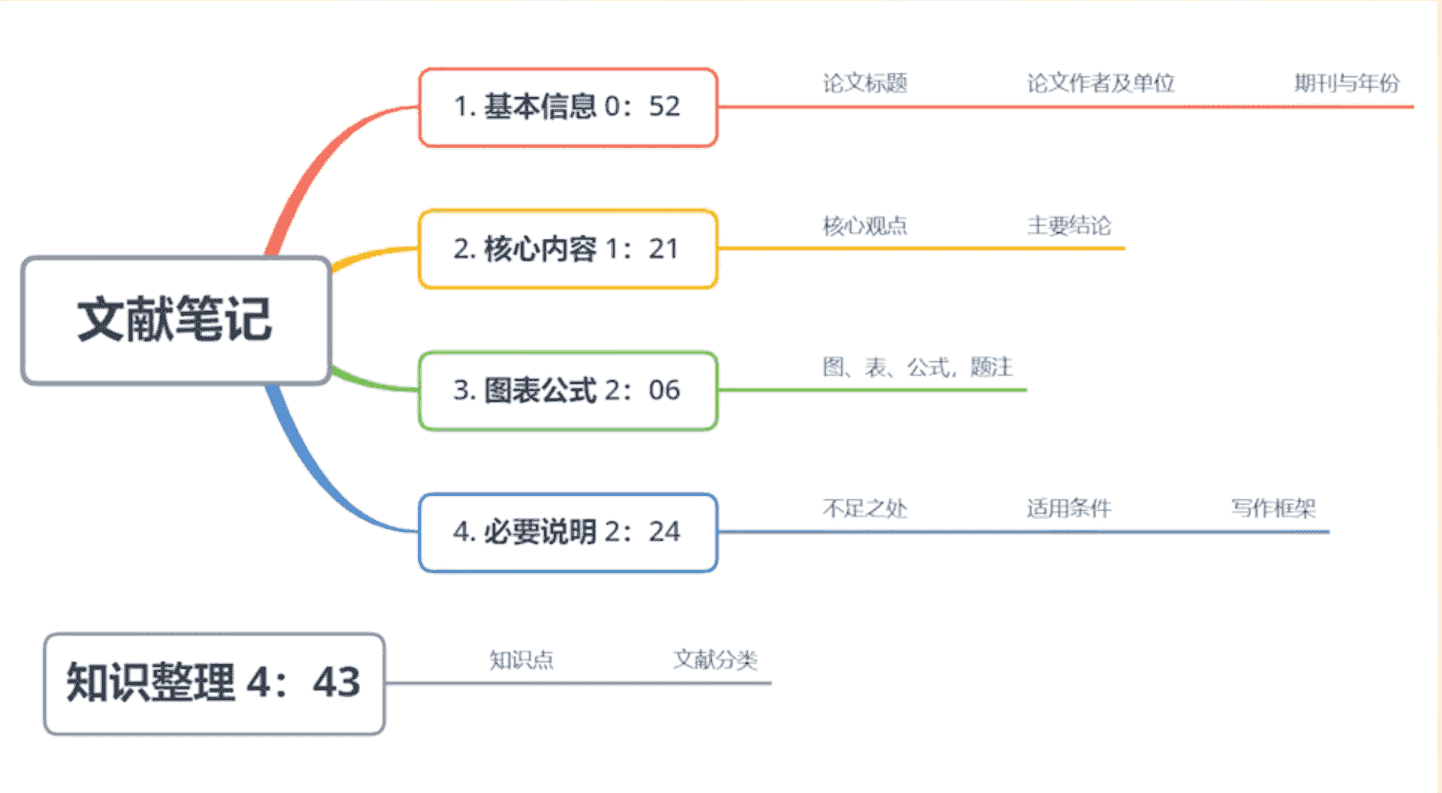 文献笔记
1. 基本信息 0：52
论文标题 论文作者及单位 期刊与年份
2. 核心内容 1：21
核心观点 主要结论
3. 图表公式 2：06
图、表、公式，题注
4. 必要说明 2：24
不足之处 适用条件 写作框架
知识整理 4：43
知识点 文献分类